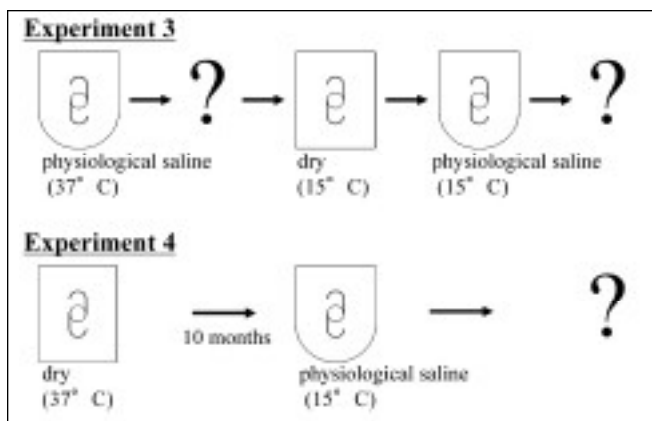 Experiment 3
? ?
physiological saline dry physiological saline
(37° C) (15° C) (15° C)
Experiment 4
?
10 months
dry physiological saline
(37° C) (15° C)